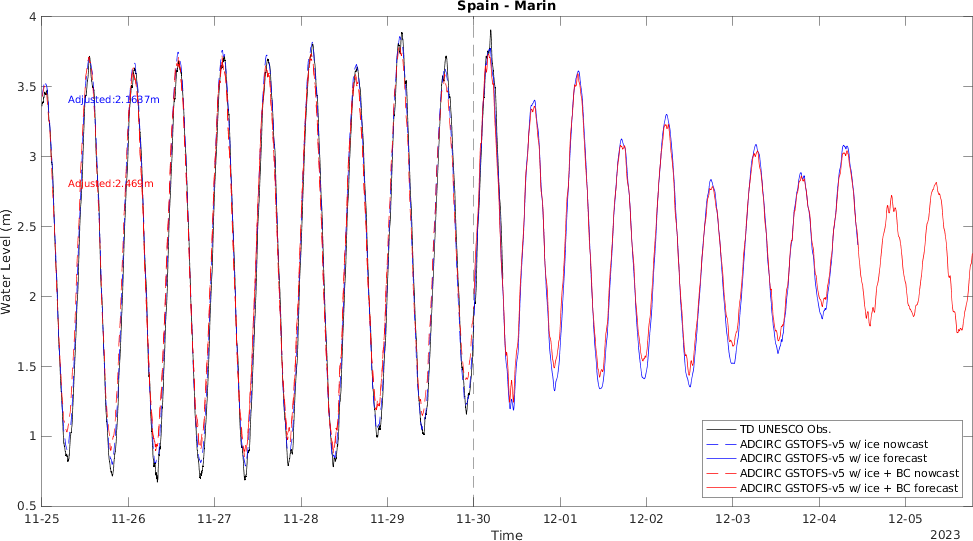 Spain - Marin
4
3.5
3
2.5
2
1.5
1
0.5
Water Level (m)
Adjusted:2.1637m
Adjusted:2.469m
TD UNESCO Obs.
ADCIRC GSTOFS-v5 w/ ice nowcast
ADCIRC GSTOFS-v5 w/ ice forecast
ADCIRC GSTOFS-v5 w/ ice + BC nowcast
ADCIRC GSTOFS-v5 w/ ice + BC forecast
11-25 11-26 11-27 11-28 11-29 11-30 12-01 12-02 12-03 12-04 12-05
Time
2023